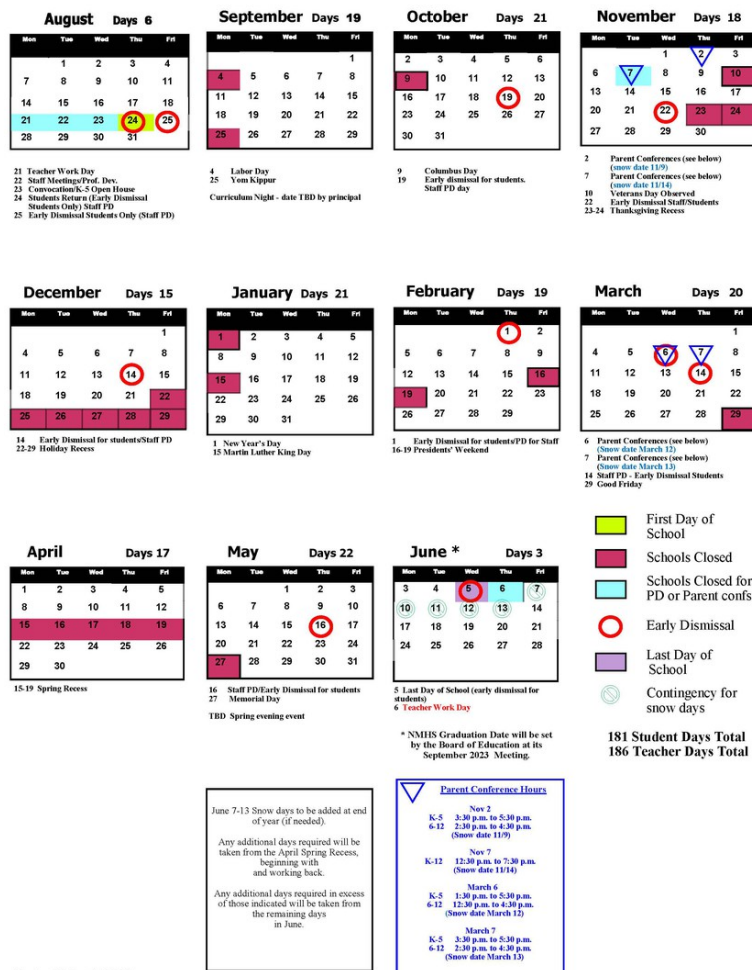 August Days 6
Mon Tue Wed Thu Fri
1 2 3 4
7 8 9 10 11
14 15 16 17 18
21 22 23 24 25
28 29 30 31
21 Teacher Work Day
22 Staff Meetings/Prof. Dev.
23 Convocation/K-5 Open House
24 Students Return (Early Dismissal
Students Only) Staff PD
25 Early Dismissal Students Only (Staff PD)
September Days 19
Mon Tue Wed Thu Fri
1
4 5 6 7 8
11 12 13 14 15
18 19 20 21 22
25 26 27 28 29
4 Labor Day
25 Yom Kippur
Curriculum Night - date TBD by principal
October Days 21
Mon Tue Wed Thu Fri
2 3 4 5 6
9 10 11 12 13
16 17 18 19 20
23 24 25 26 27
30 31
9 Columbus Day
19 Early dismissal for students.
Staff PD day
November Days 18
Mon Tue Wed Thu Fri
1 2 3
6 7 8 9 10
13 14 15 16 17
20 21 22 23 24
27 28 29 30
2 Parent Conferences (see below)
(snow date 11/9)
7 Parent Conferences (see below)
(snow date 11/14)
10 Veterans Day Observed
22 Early Dismissal Staff/Students
23-24 Thanksgiving Recess
December Days 15
Mon Tue Wed Thu Fri
1
4 5 6 7 8
11 12 13 14 15
18 19 20 21 22
25 26 27 28 29
14 Early Dismissal for students/Staff PD
22-29 Holiday Recess
January Days 21
Mon Tue Wed Thu Fri
1 2 3 4 5
8 9 10 11 12
15 16 17 18 19
22 23 24 25 26
29 30 31
1 New Year's Day
15 Martin Luther King Day
February Days 19
Mon Tue Wed Thu Fri
1 2
5 6 7 8 9
12 13 14 15 16
19 20 21 22 23
26 27 28 29
1 Early Dismissal for students/PD for Staff
16-19 Presidents' Weekend
March Days 20
Mon Tue Wed Thu Fri
1
4 5 6 7 8
11 12 13 14 15
18 19 20 21 22
25 26 27 28 29
6 Parent Conferences (see below)
(Snow date March 12)
7 Parent Conferences (see below)
(Snow date March 13)
14 Staff PD - Early Dismissal Students
29 Good Friday
April Days 17
Mon Tue Wed Thu Fri
1 2 3 4 5
8 9 10 11 12
15 16 17 18 19
22 23 24 25 26
29 30
15-19 Spring Recess
May Days 22
Mon Tue Wed Thu Fri
1 2 3
6 7 8 9 10
13 14 15 16 17
20 21 22 23 24
27 28 29 30 31
16 Staff PD/Early Dismissal for students
27 Memorial Day
TBD Spring evening event
June * Days 3
Mon Tue Wed Thu Fri
3 4 5 6 7
10 11 12 13 14
17 18 19 20 21
24 25 26 27 28
5 Last Day of School (early dismissal for
students)
6 Teacher Work Day
* NMHS Graduation Date will be set
by the Board of Education at its
September 2023 Meeting.
First Day of
School
Schools Closed
Schools Closed for
PD or Parent confs
Early Dismissal
Last Day of
School
Contingency for
snow days
181 Student Days Total
186 Teacher Days Total
June 7-13 Snow days to be added at end
of year (if needed).
Any additional days required will be
taken from the April Spring Recess,
beginning with
and working back.
Any additional days required in excess
of those indicated will be taken from
the remaining days
in June.
Parent Conference Hours
Nov 2
K-5 3:30 p.m. to 5:30 p.m.
6-12 2:30 p.m. to 4:30 p.m.
(Snow date 11/9)
Nov 7
K-12 12:30 p.m. to 7:30 p.m.
(Snow date 11/14)
March 6
K-5 1:30 p.m. to 5:30 p.m.
6-12 12:30 p.m. to 4:30 p.m.
(Snow date March 12)
March 7
K-5 3:30 p.m. to 5:30 p.m.
6-12 2:30 p.m. to 4:30 p.m.
(Snow date March 13)